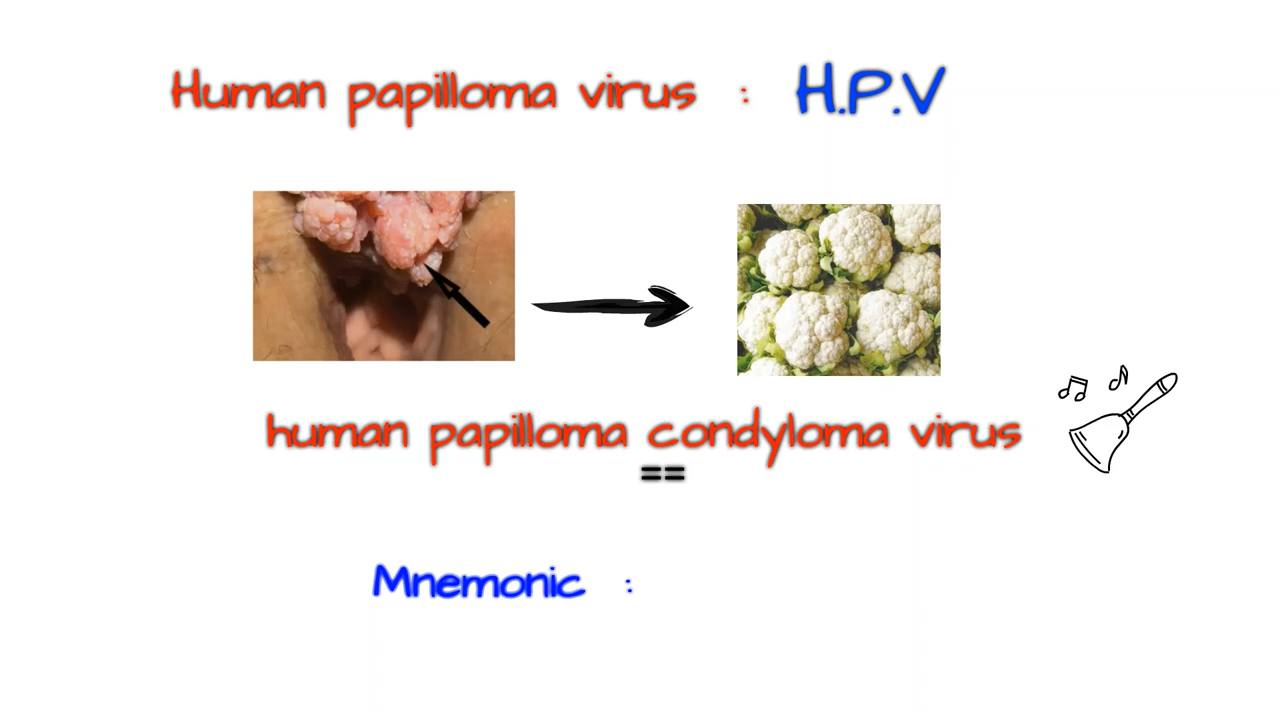 Human papilloma virus : H.P.V
human papilloma condyloma virus
==
Mnemonic :